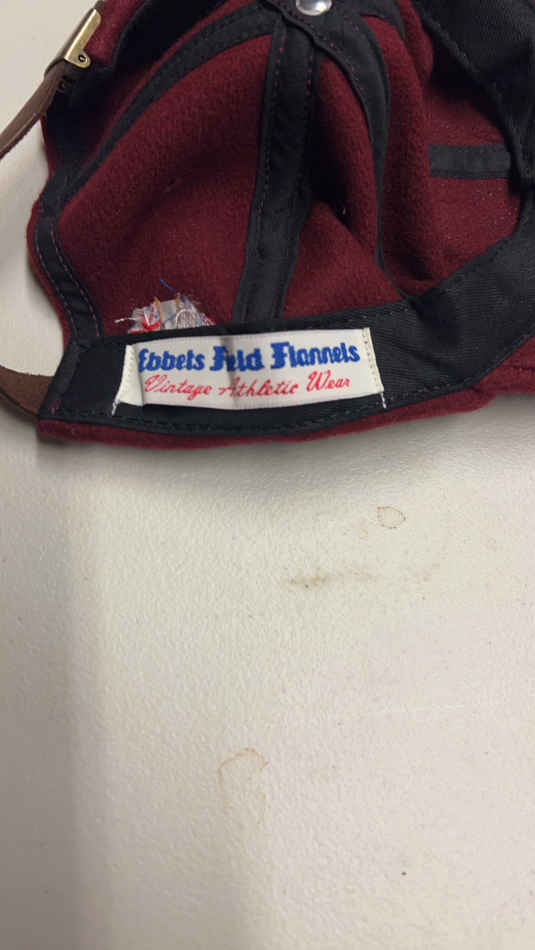 Ebbets Field Flannels
Vintage Athletic Wear